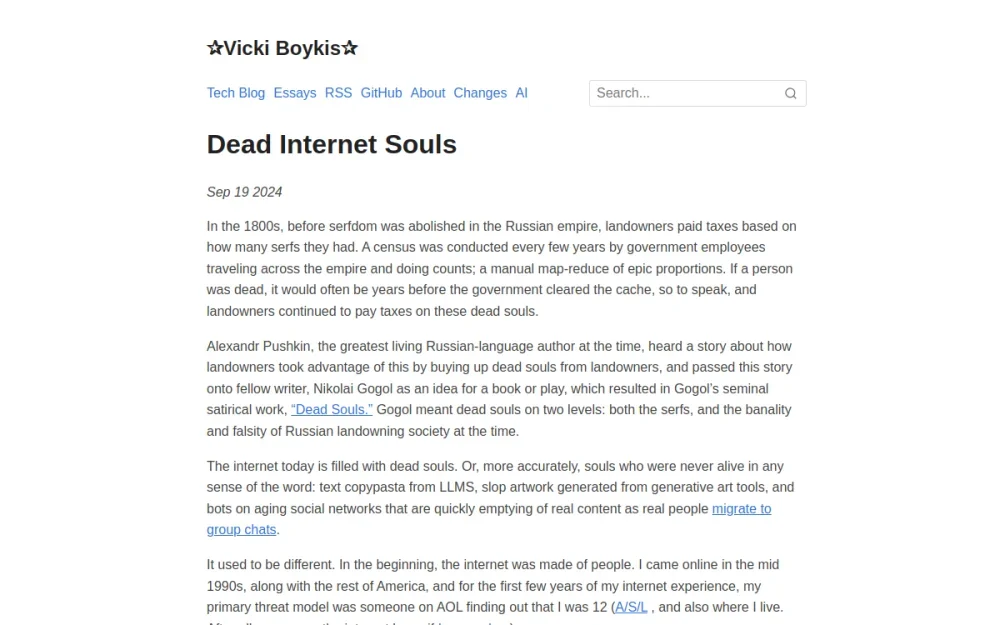 ✰Vicki Boykis✰
Tech Blog Essays RSS GitHub About Changes AI
Search...
Dead Internet Souls
Sep 19 2024
In the 1800s, before serfdom was abolished in the Russian empire, landowners paid taxes based on
how many serfs they had. A census was conducted every few years by government employees
traveling across the empire and doing counts; a manual map-reduce of epic proportions. If a person
was dead, it would often be years before the government cleared the cache, so to speak, and
landowners continued to pay taxes on these dead souls.
Alexandr Pushkin, the greatest living Russian-language author at the time, heard a story about how
landowners took advantage of this by buying up dead souls from landowners, and passed this story
onto fellow writer, Nikolai Gogol as an idea for a book or play, which resulted in Gogol’s seminal
satirical work, “Dead Souls.” Gogol meant dead souls on two levels: both the serfs, and the banality
and falsity of Russian landowning society at the time.
The internet today is filled with dead souls. Or, more accurately, souls who were never alive in any
sense of the word: text copypasta from LLMS, slop artwork generated from generative art tools, and
bots on aging social networks that are quickly emptying of real content as real people migrate to
group chats.
It used to be different. In the beginning, the internet was made of people. I came online in the mid
1990s, along with the rest of America, and for the first few years of my internet experience, my
primary threat model was someone on AOL finding out that I was 12 (A/S/L , and also where I live.